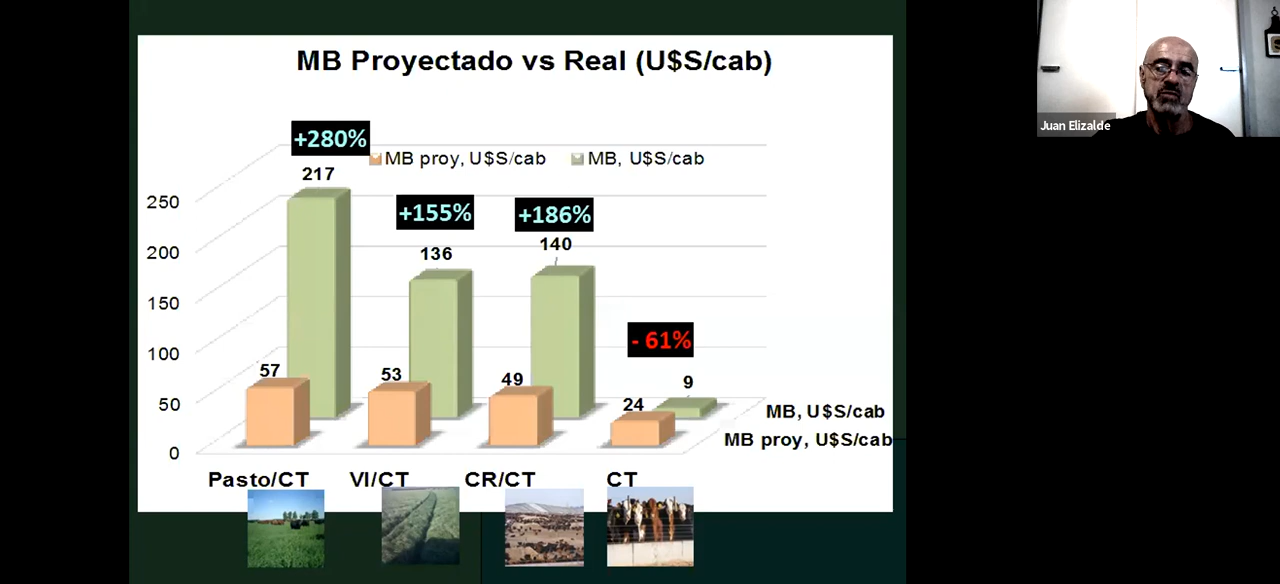 MB Proyectado vs Real (U$S/cab)
Juan Elizalde
+280%
MB proy, U$S/cab
MB, U$S/cab
217
250
+155%
+186%
200
136
140
150
- 61%
100
57
53
49
9
50
24
MB, U$S/cab
0
MB proy, U$S/cab
Pasto/CT
VI/CT
CR/CT
CT